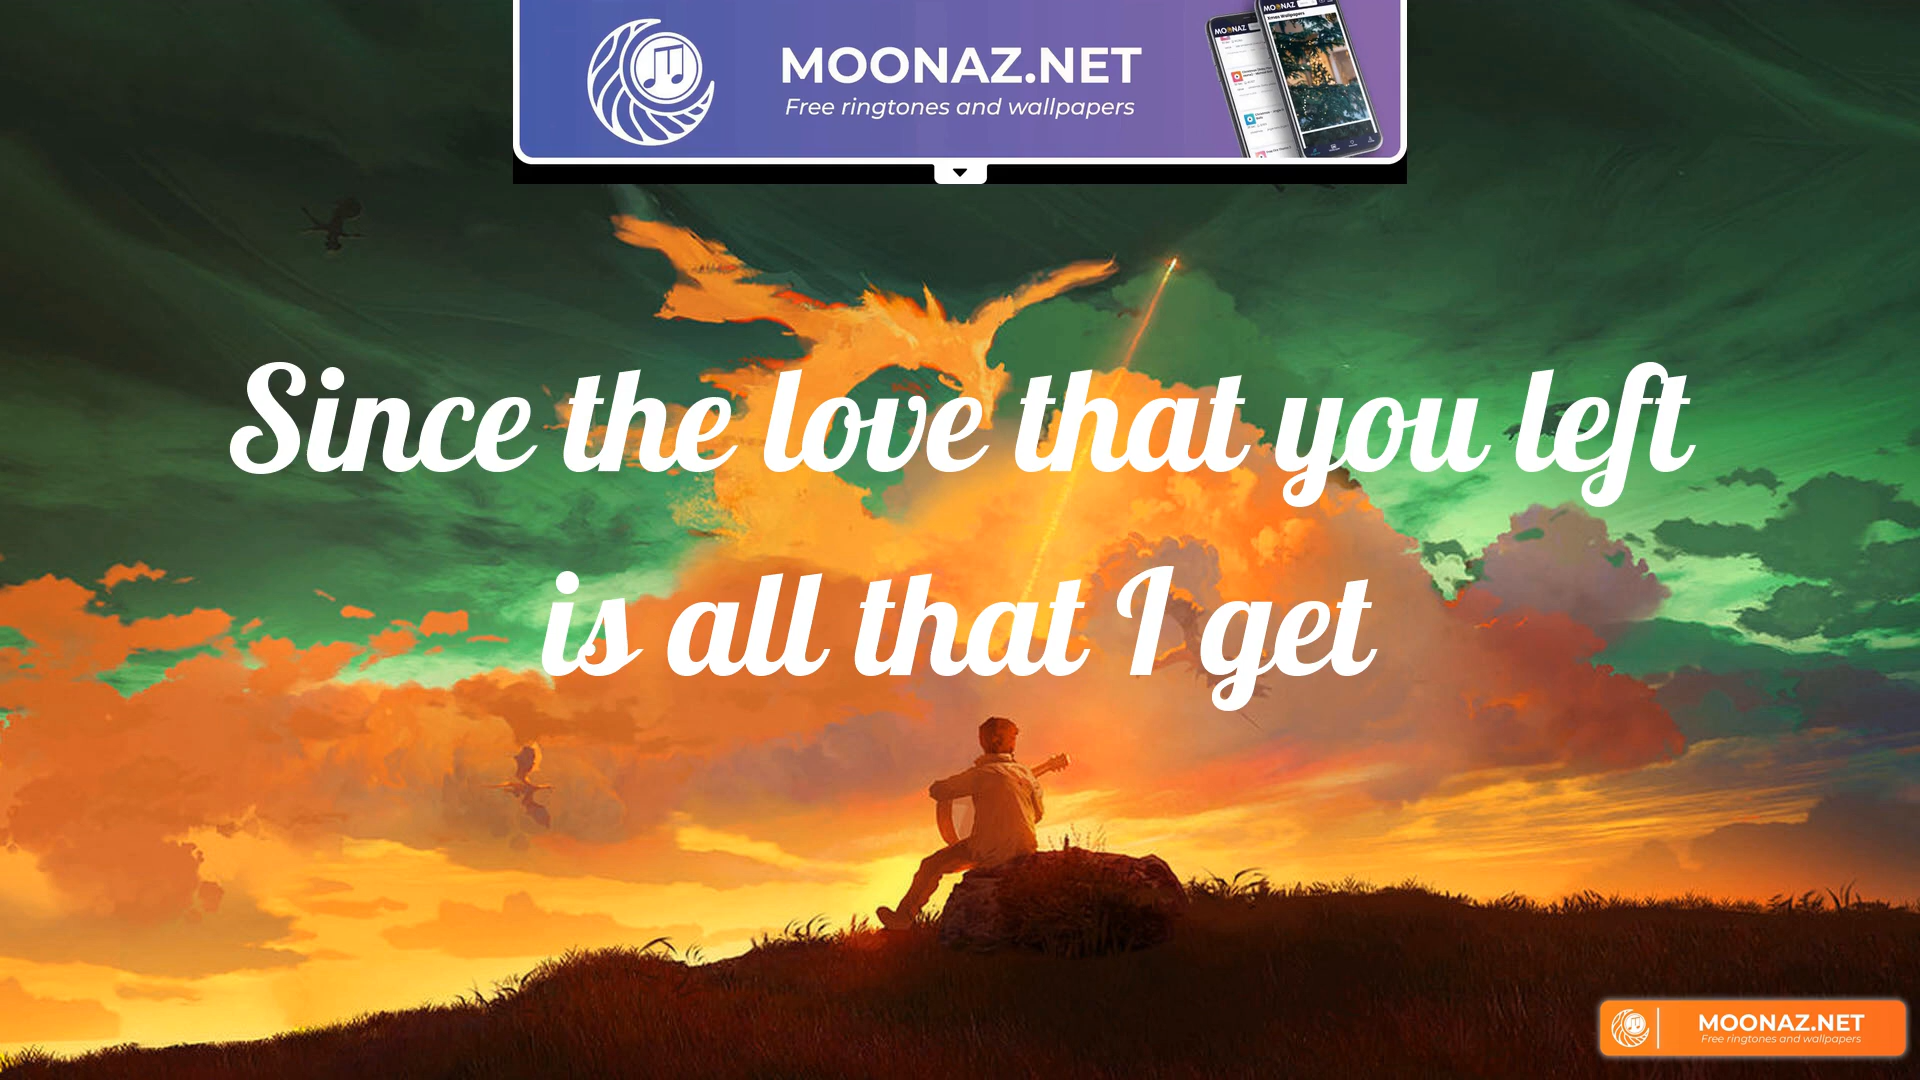 MOONAZ.NET
Free ringtones and wallpapers
Since the love that you left
is all that I get
MOONAZ.NET
Free ringtones and wallpapers